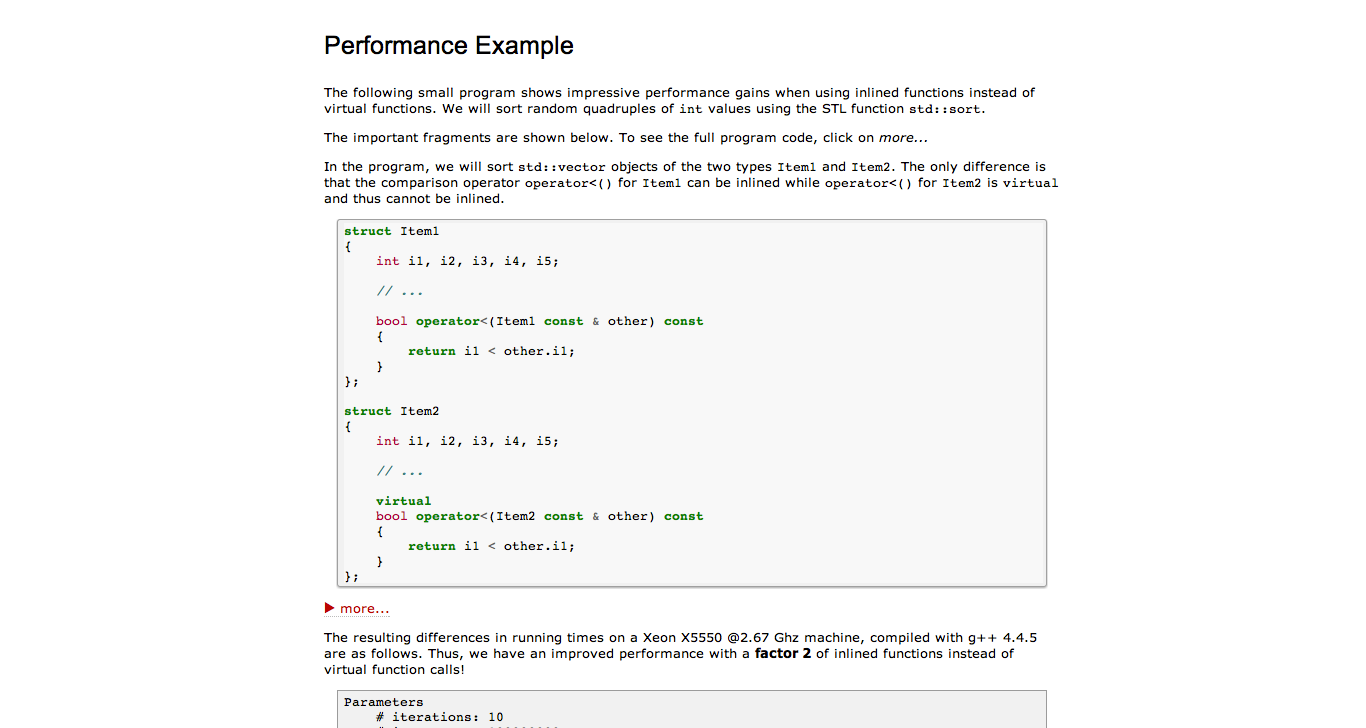 Performance Example
The following small program shows impressive performance gains when using inlined functions instead of
virtual functions. We will sort random quadruples of int values using the STL function std::sort.
The important fragments are shown below. To see the full program code, click on more...
In the program, we will sort std::vector objects of the two types Item1 and Item2. The only difference is
that the comparison operator operator<() for Item1 can be inlined while operator<() for Item2 is virtual
and thus cannot be inlined.
struct Item1
{
    int i1, i2, i3, i4, i5;
    // ...
    bool operator<(Item1 const & other) const
    {
        return i1 < other.i1;
    }
};
struct Item2
{
    int i1, i2, i3, i4, i5;
    // ...
    virtual
    bool operator<(Item2 const & other) const
    {
        return i1 < other.i1;
    }
};
more...
The resulting differences in running times on a Xeon X5550 @2.67 Ghz machine, compiled with g++ 4.4.5
are as follows. Thus, we have an improved performance with a factor 2 of inlined functions instead of
virtual function calls!
Parameters
    # iterations: 10